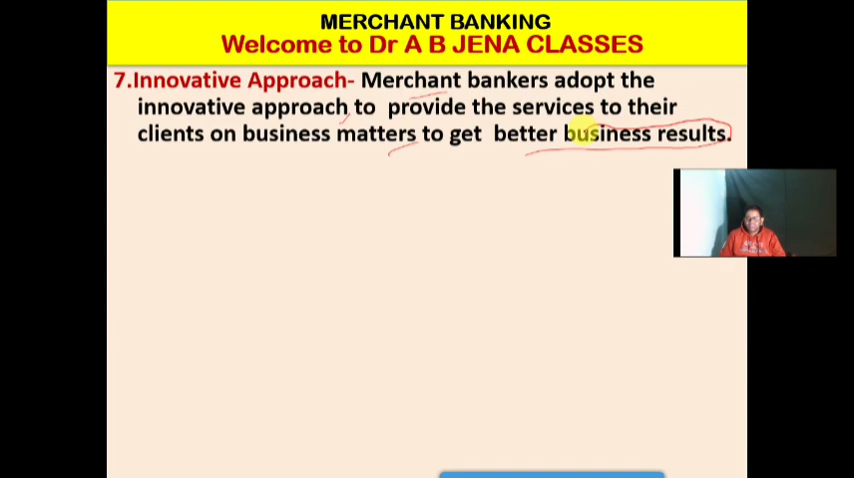 MERCHANT BANKING
Welcome to Dr A B JENA CLASSES
7.Innovative Approach- Merchant bankers adopt the
innovative approach to provide the services to their
clients on business matters to get better business results.